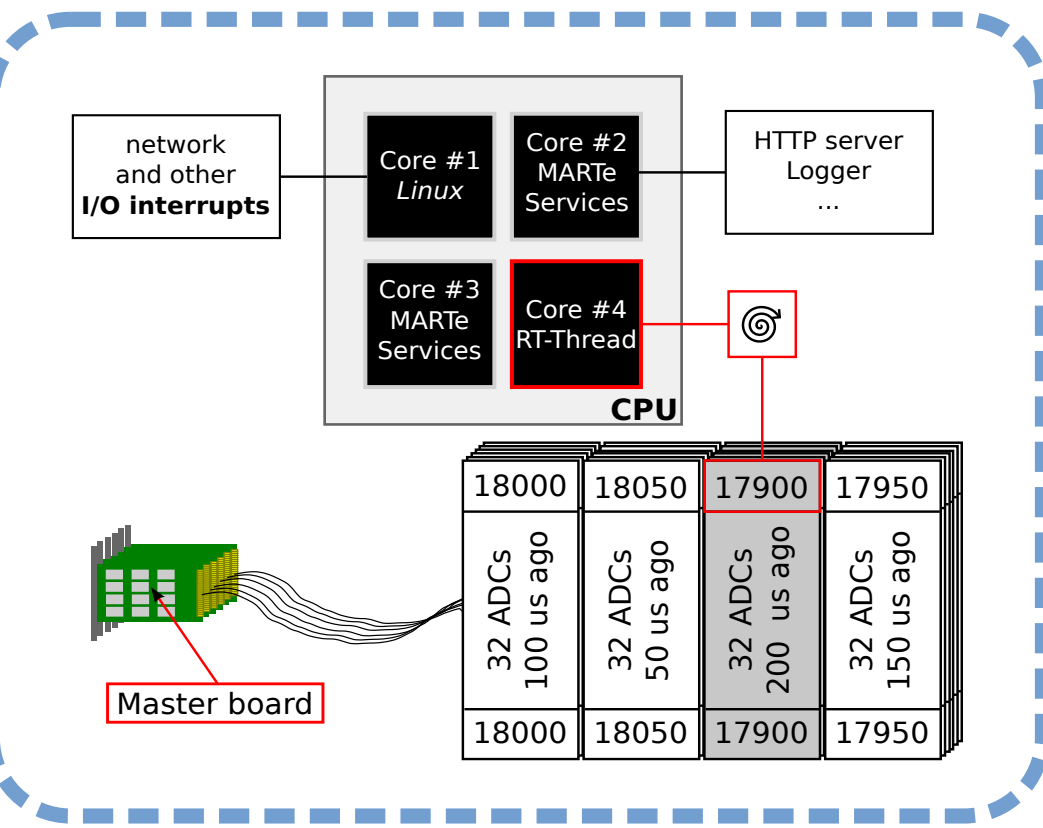 network
and other
I/O interrupts
Core #1
Linux
Core #2
MARTe
Services
HTTP server
Logger
...
Core #3
MARTe
Services
Core #4
RT-Thread
CPU
18000
18050
17900
17950
32 ADCs
100 us ago
32 ADCs
50 us ago
32 ADCs
200 us ago
32 ADCs
150 us ago
18000
18050
17900
17950
Master board